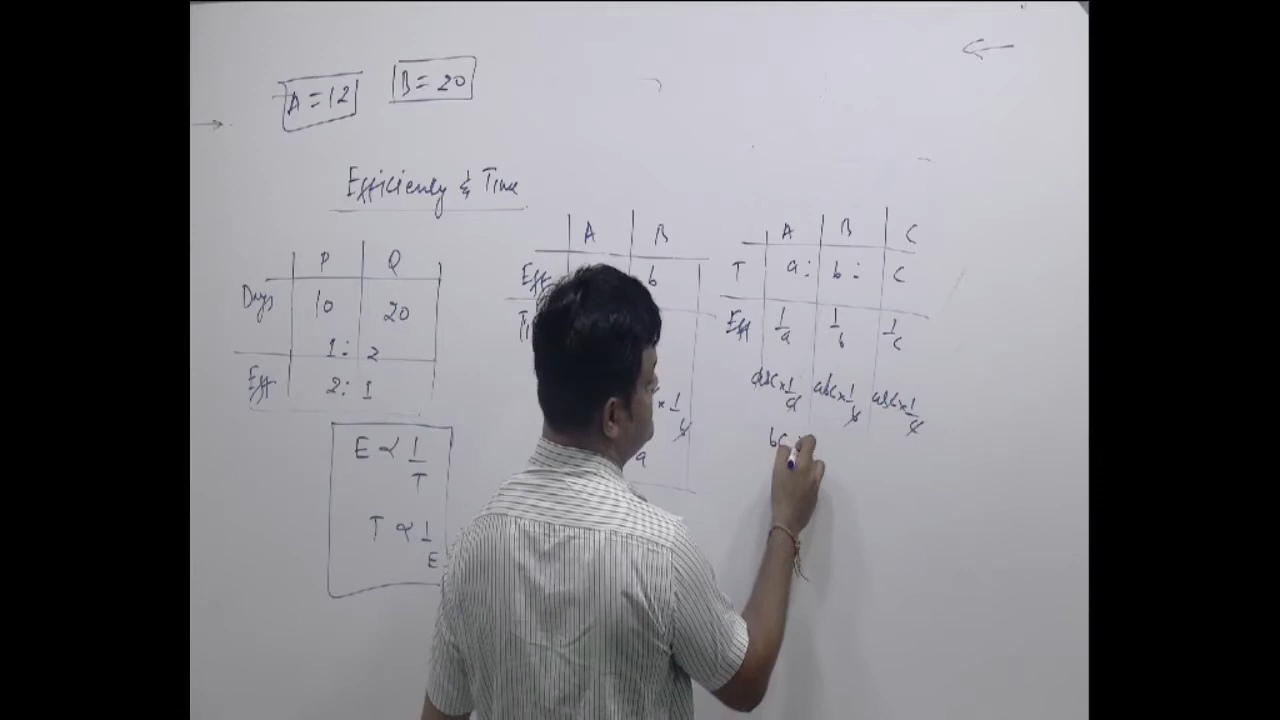 A = 12
B = 20
Efficiency & Time
P Q
Days 10 20
1 : 2
Eff 2 : 1
E ∝ 1/T
T ∝ 1/E
A B
Eff b
× 1/b
a
A B C
T a : b : c
Eff 1/a 1/b 1/c
abc × 1/a abc × 1/b abc × 1/c
bc :